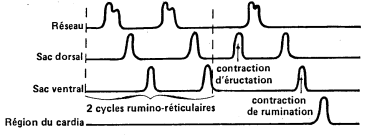 Réseau
Sac dorsal
contraction
d'éructation
Sac ventral
2 cycles rumino-réticulaires
contraction
de rumination
Région du cardia